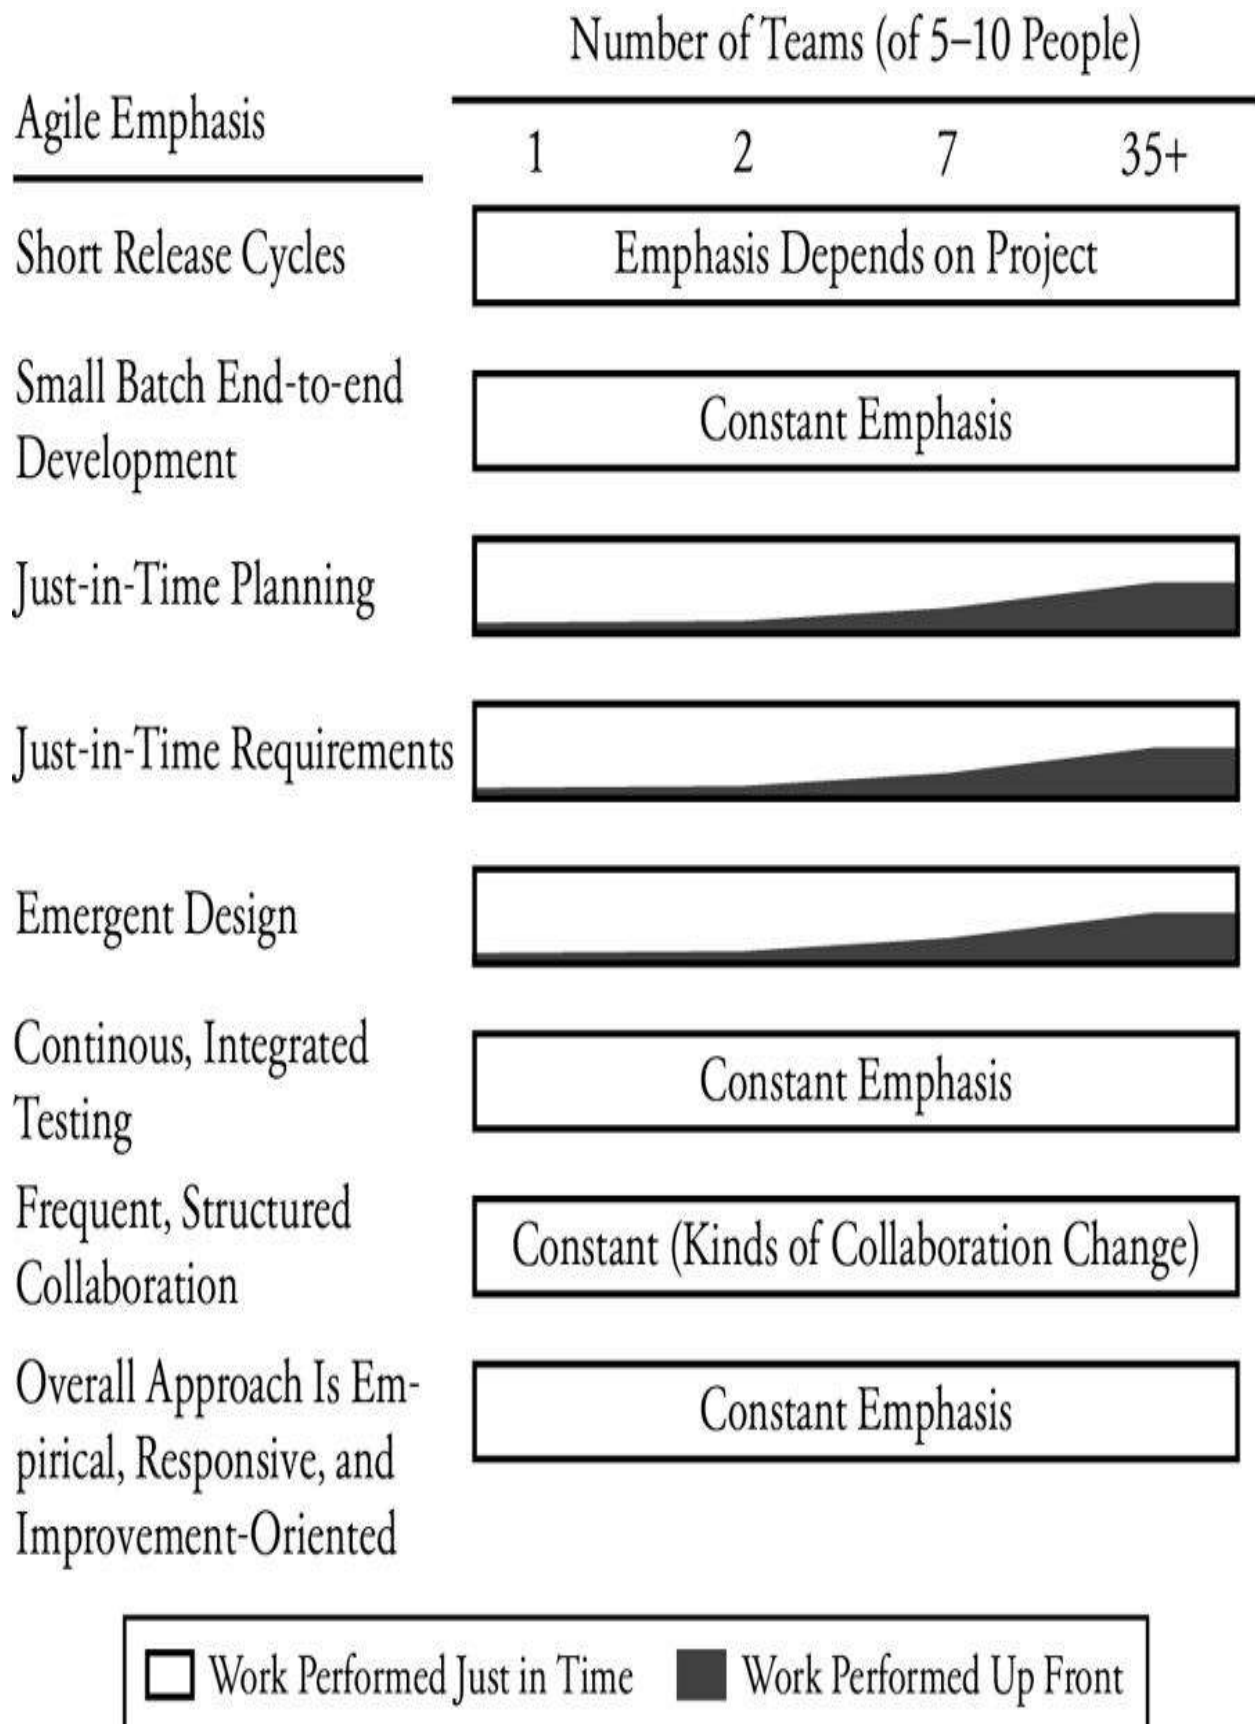 Number of Teams (of 5–10 People)
Agile Emphasis
1 2 7 35+
Short Release Cycles
Emphasis Depends on Project
Small Batch End-to-end
Development
Constant Emphasis
Just-in-Time Planning
Just-in-Time Requirements
Emergent Design
Continous, Integrated
Testing
Constant Emphasis
Frequent, Structured
Collaboration
Constant (Kinds of Collaboration Change)
Overall Approach Is Em-
pirical, Responsive, and
Improvement-Oriented
Constant Emphasis
Work Performed Just in Time
Work Performed Up Front